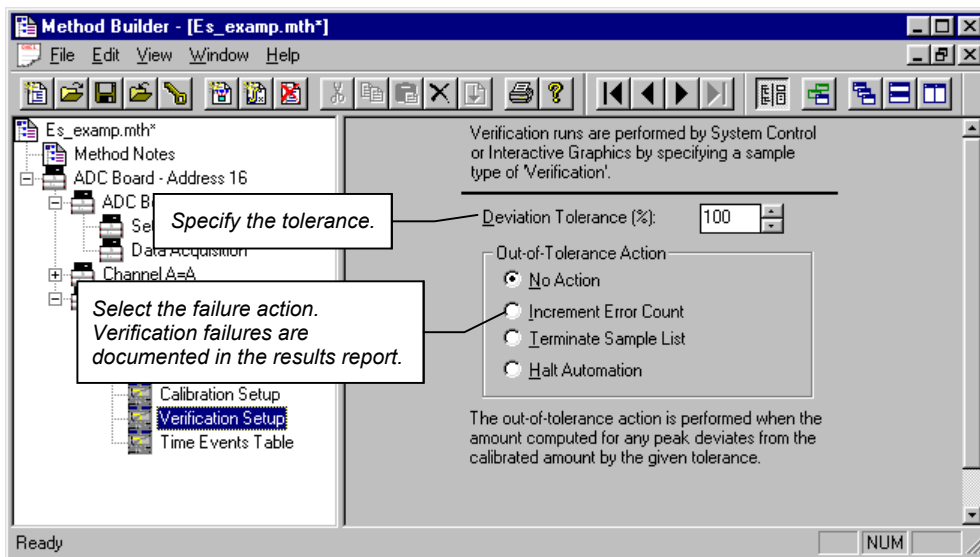 Method Builder - [Es_examp.mth*]
File Edit View Window Help
Es_examp.mth*
Method Notes
ADC Board - Address 16
ADC B
Se
Data Acquisition
Channel A=A
Calibration Setup
Verification Setup
Time Events Table
Specify the tolerance.
Select the failure action.
Verification failures are
documented in the results report.
Verification runs are performed by System Control
or Interactive Graphics by specifying a sample
type of 'Verification'.
Deviation Tolerance (%): 100
Out-of-Tolerance Action
No Action
Increment Error Count
Terminate Sample List
Halt Automation
The out-of-tolerance action is performed when the
amount computed for any peak deviates from the
calibrated amount by the given tolerance.
Ready NUM